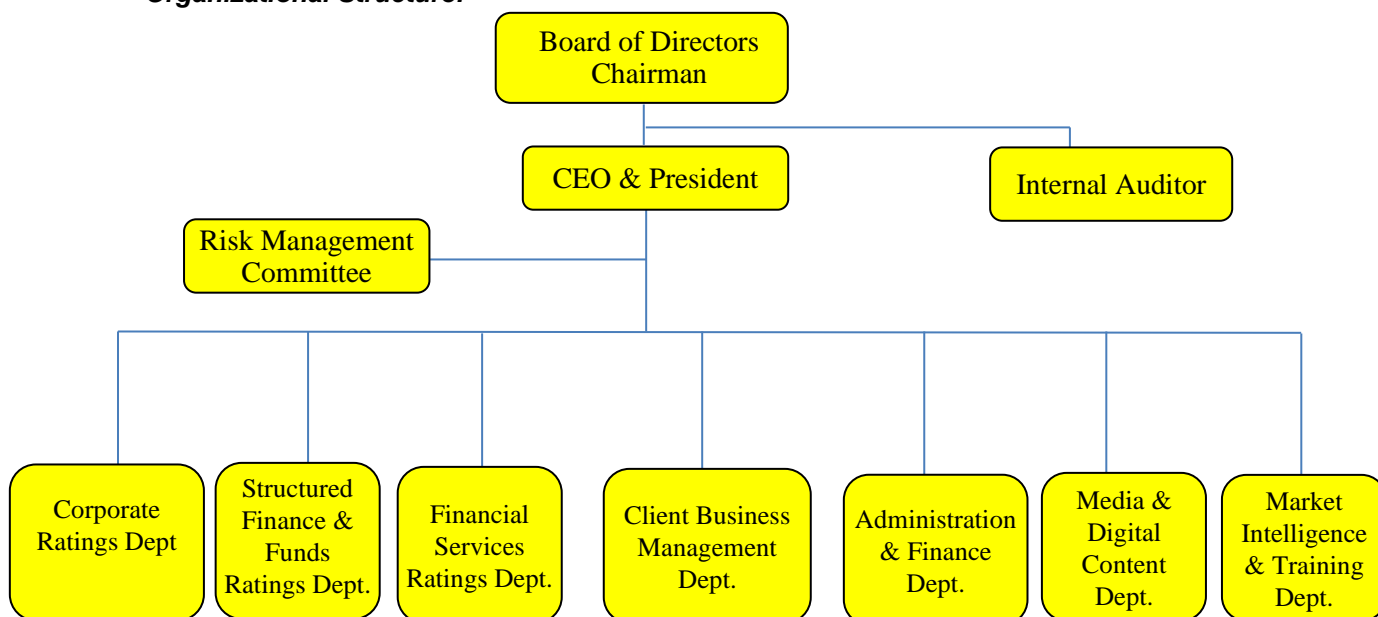 Organizational Structure:
Board of Directors
Chairman
CEO & President
Internal Auditor
Risk Management
Committee
Corporate
Ratings Dept
Structured
Finance &
Funds
Ratings Dept.
Financial
Services
Ratings Dept.
Client Business
Management
Dept.
Administration
& Finance
Dept.
Media &
Digital
Content
Dept.
Market
Intelligence
& Training
Dept.